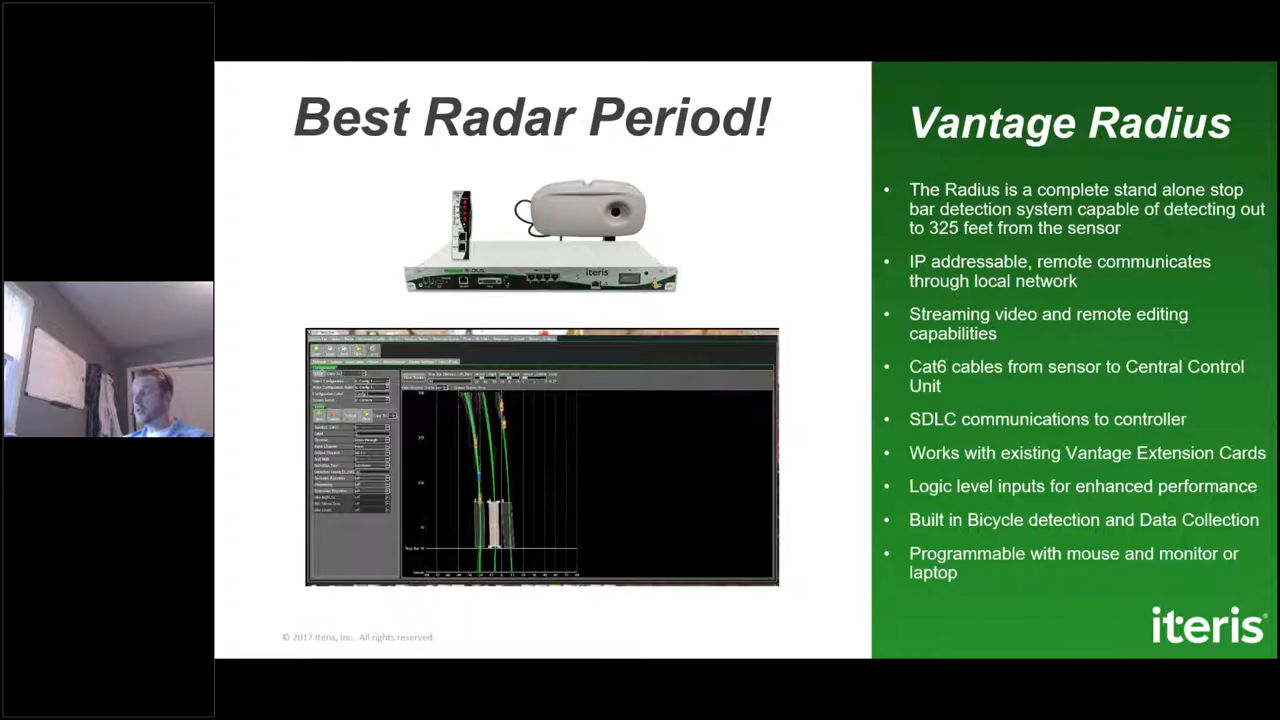 Best Radar Period!
iteris
© 2017 Iteris, Inc. All rights reserved
Vantage Radius
• The Radius is a complete stand alone stop
bar detection system capable of detecting out
to 325 feet from the sensor
• IP addressable, remote communicates
through local network
• Streaming video and remote editing
capabilities
• Cat6 cables from sensor to Central Control
Unit
• SDLC communications to controller
• Works with existing Vantage Extension Cards
• Logic level inputs for enhanced performance
• Built in Bicycle detection and Data Collection
• Programmable with mouse and monitor or
laptop
iteris